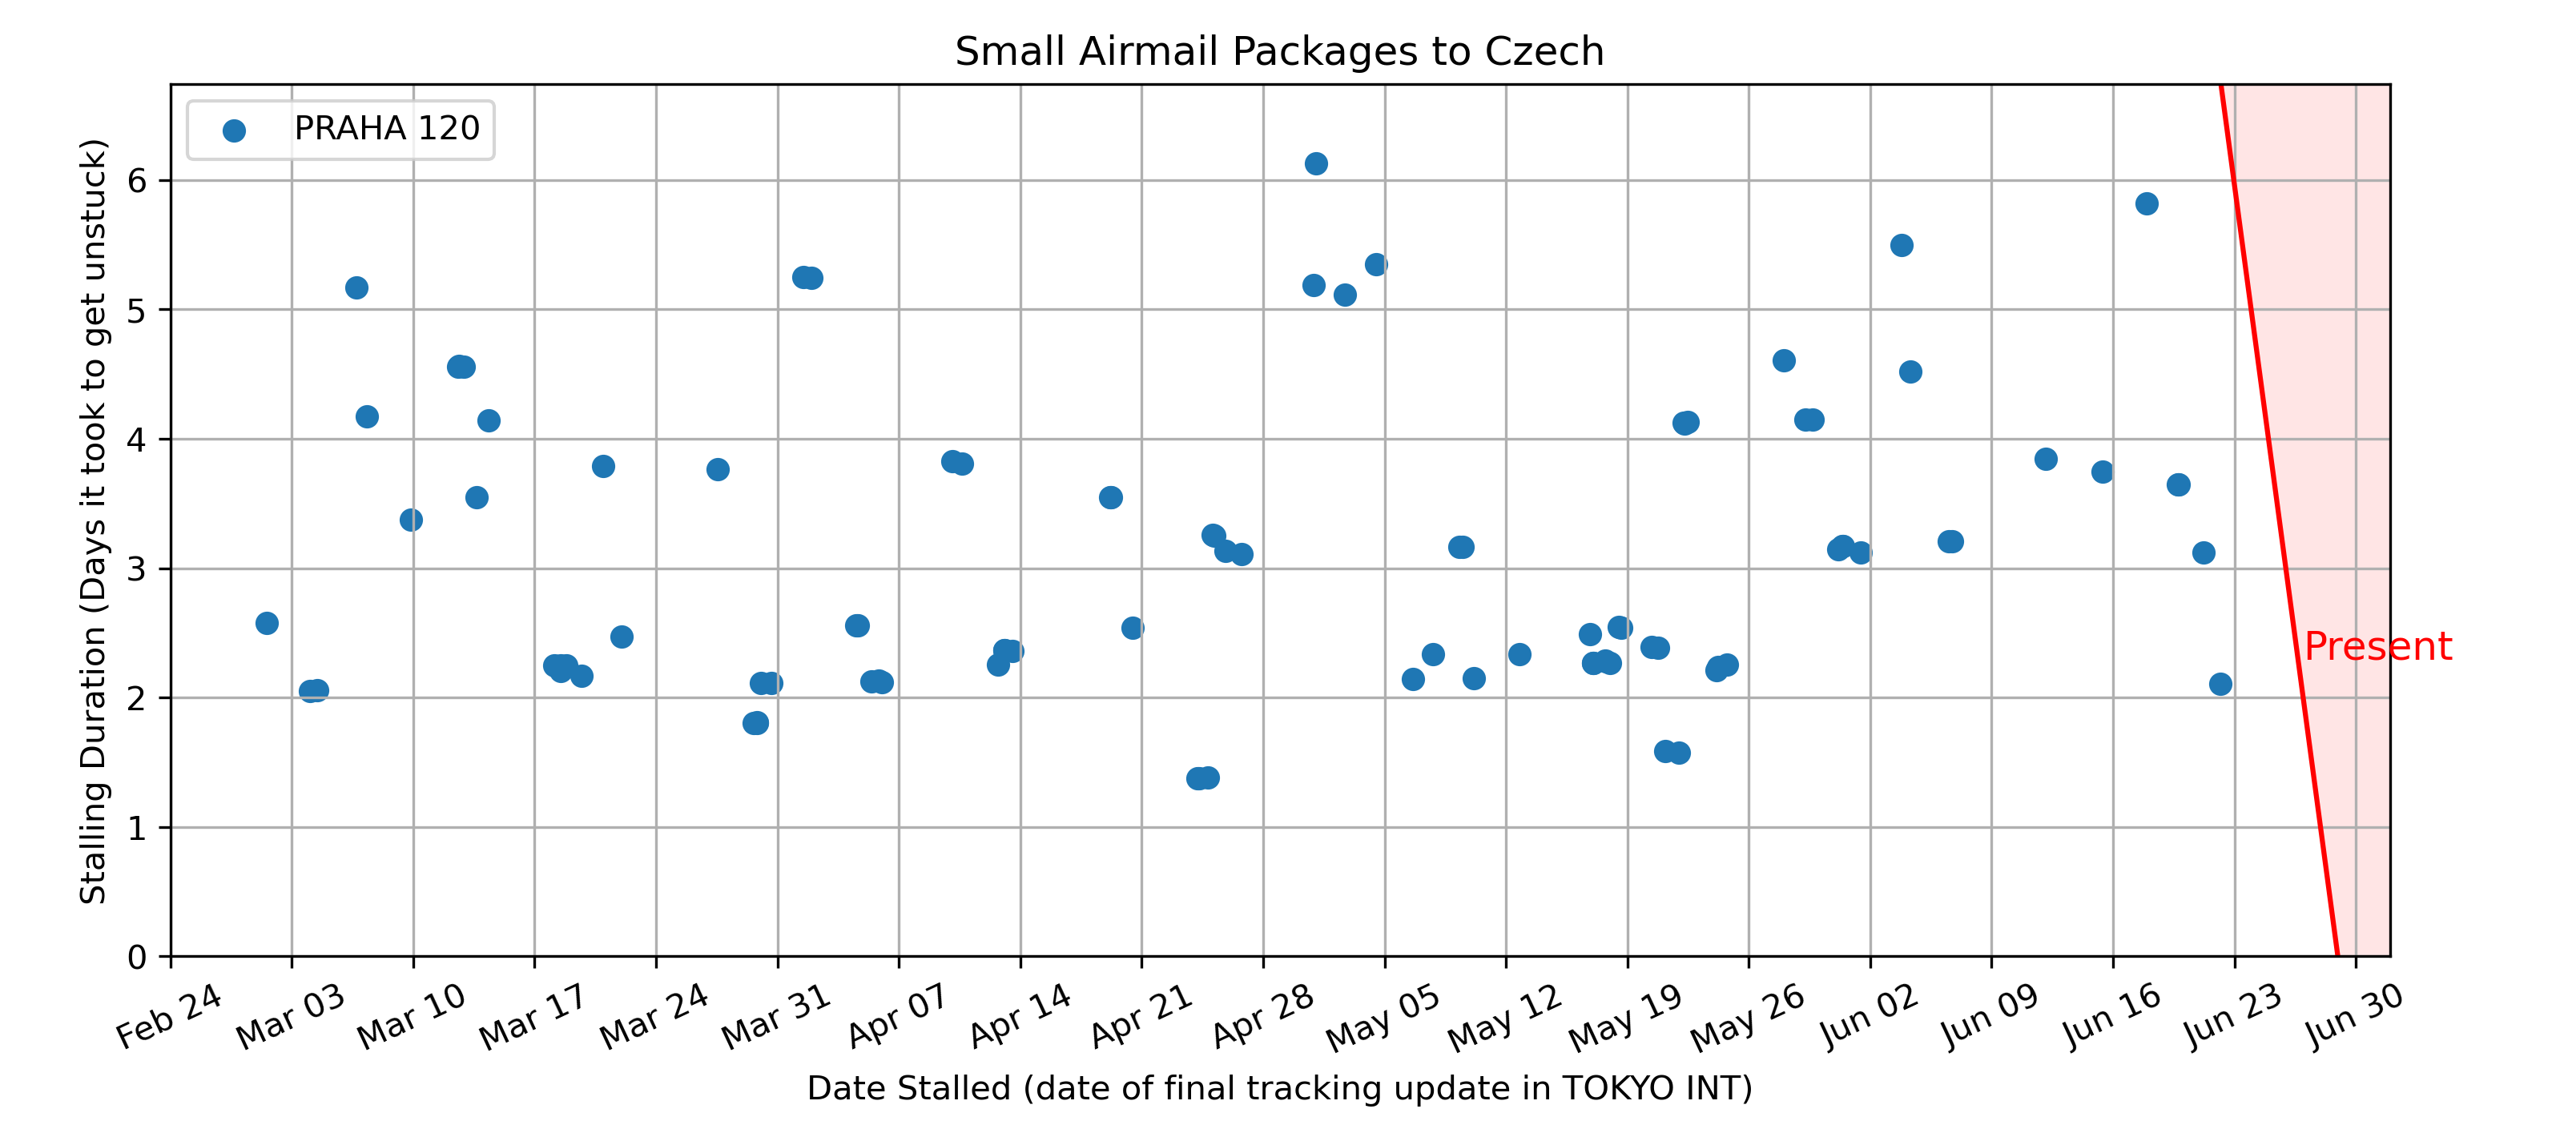 Small Airmail Packages to Czech
PRAHA 120
Stalling Duration (Days it took to get unstuck)
6
5
4
3
2
1
0
Present
Feb 24
Mar 03
Mar 10
Mar 17
Mar 24
Mar 31
Apr 07
Apr 14
Apr 21
Apr 28
May 05
May 12
May 19
May 26
Jun 02
Jun 09
Jun 16
Jun 23
Jun 30
Date Stalled (date of final tracking update in TOKYO INT)